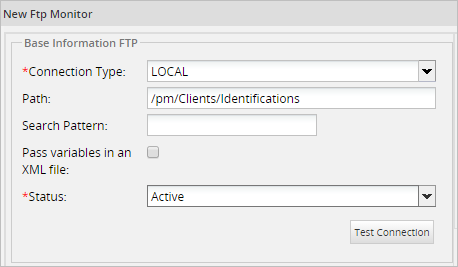 New Ftp Monitor
Base Information FTP
*Connection Type: LOCAL
Path: /pm/Clients/Identifications
Search Pattern:
Pass variables in an
XML file:
*Status: Active
Test Connection